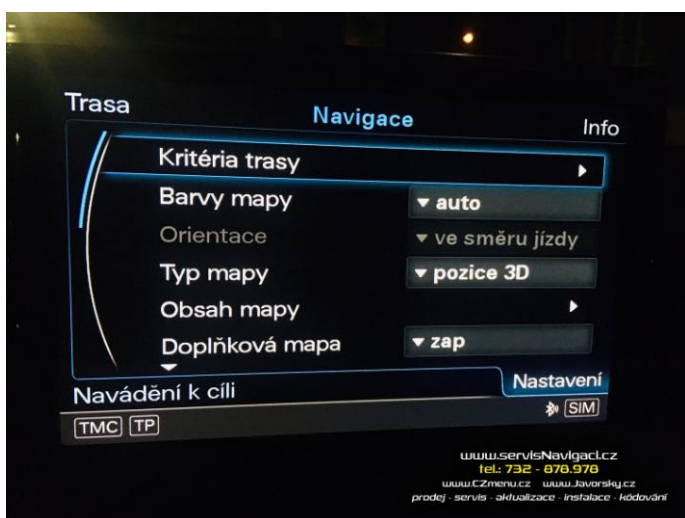 Trasa Navigace Info
Kritéria trasy
Barvy mapy auto
Orientace ve směru jízdy
Typ mapy pozice 3D
Obsah mapy
Doplňková mapa zap
Navádění k cíli Nastavení
TMC TP SIM
www.servisNavigaci.cz
tel.: 732 - 878.978
www.CZmenu.cz www.Javorsky.cz
prodej - servis - aktualizace - instalace - kódování